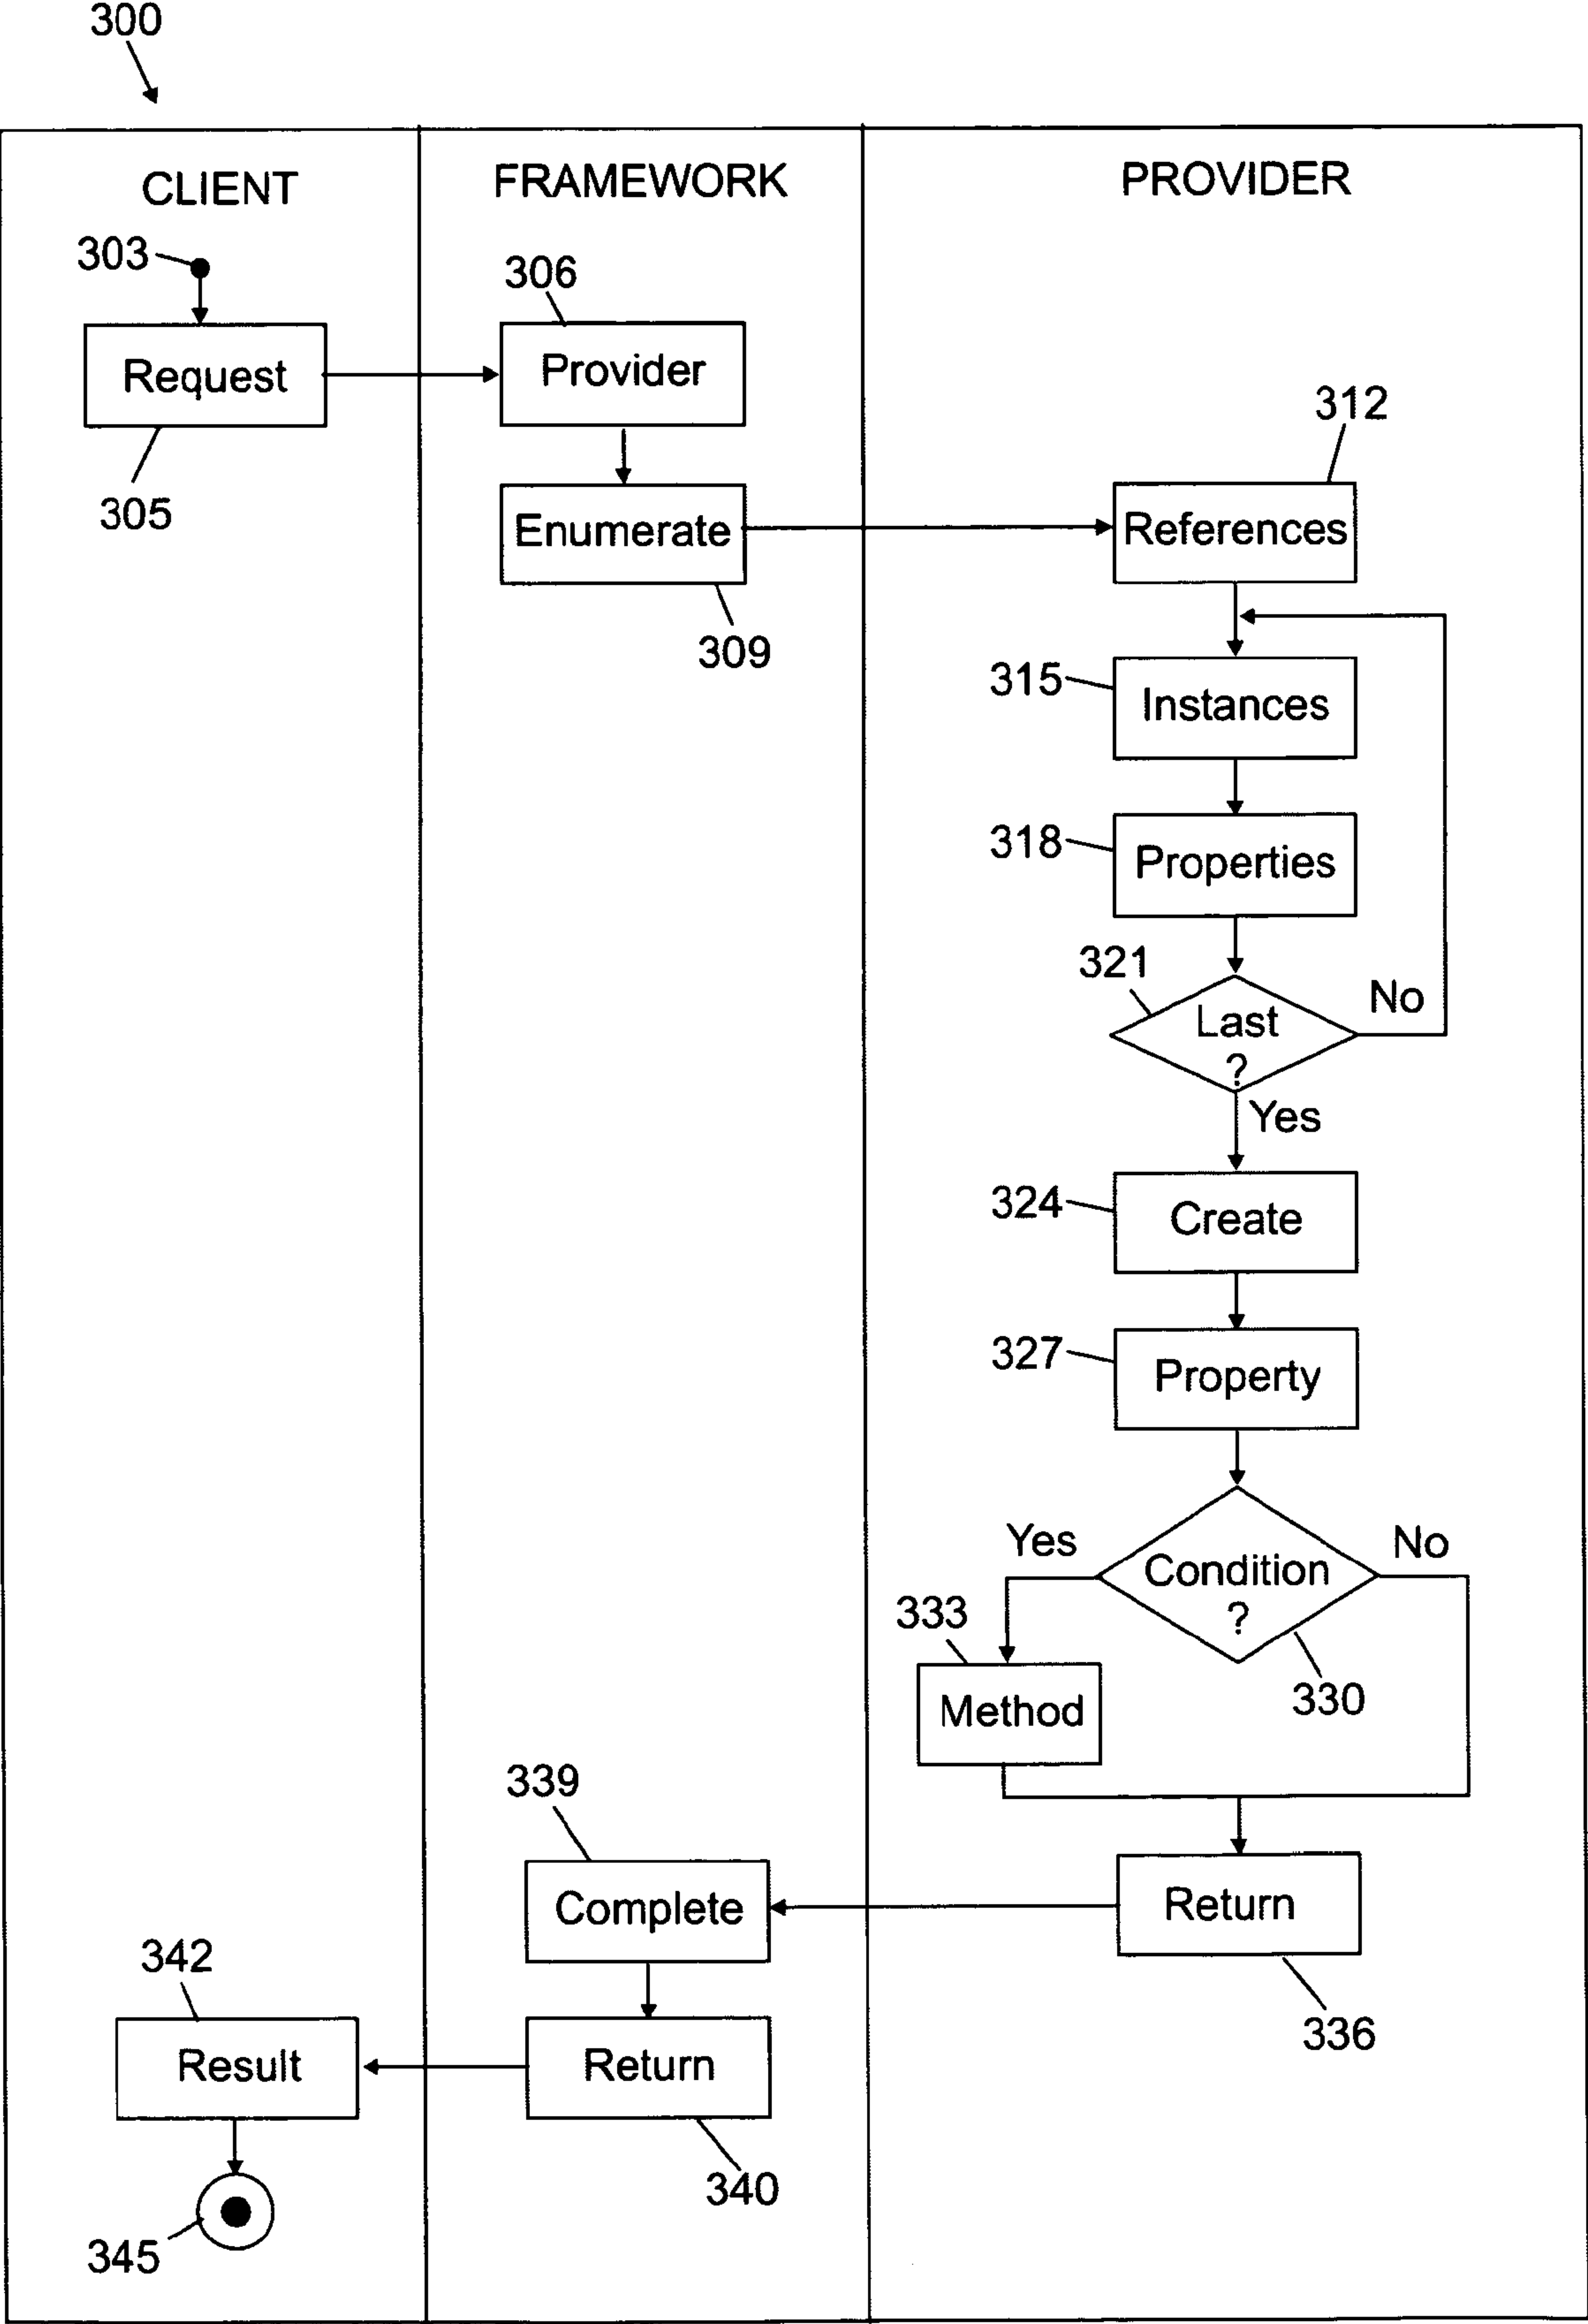 300
CLIENT
FRAMEWORK
PROVIDER
303
306
Request
Provider
312
305
Enumerate
References
309
315
Instances
318
Properties
321
Last
?
No
Yes
324
Create
327
Property
Yes
No
Condition
?
333
330
Method
339
Complete
Return
342
336
Result
Return
340
345